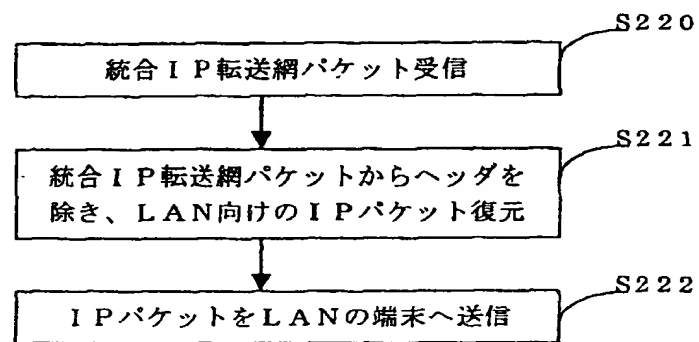 S220
統合IP転送網パケット受信
S221
統合IP転送網パケットからヘッダを
除き、LAN向けのIPパケット復元
S222
IPパケットをLANの端末へ送信